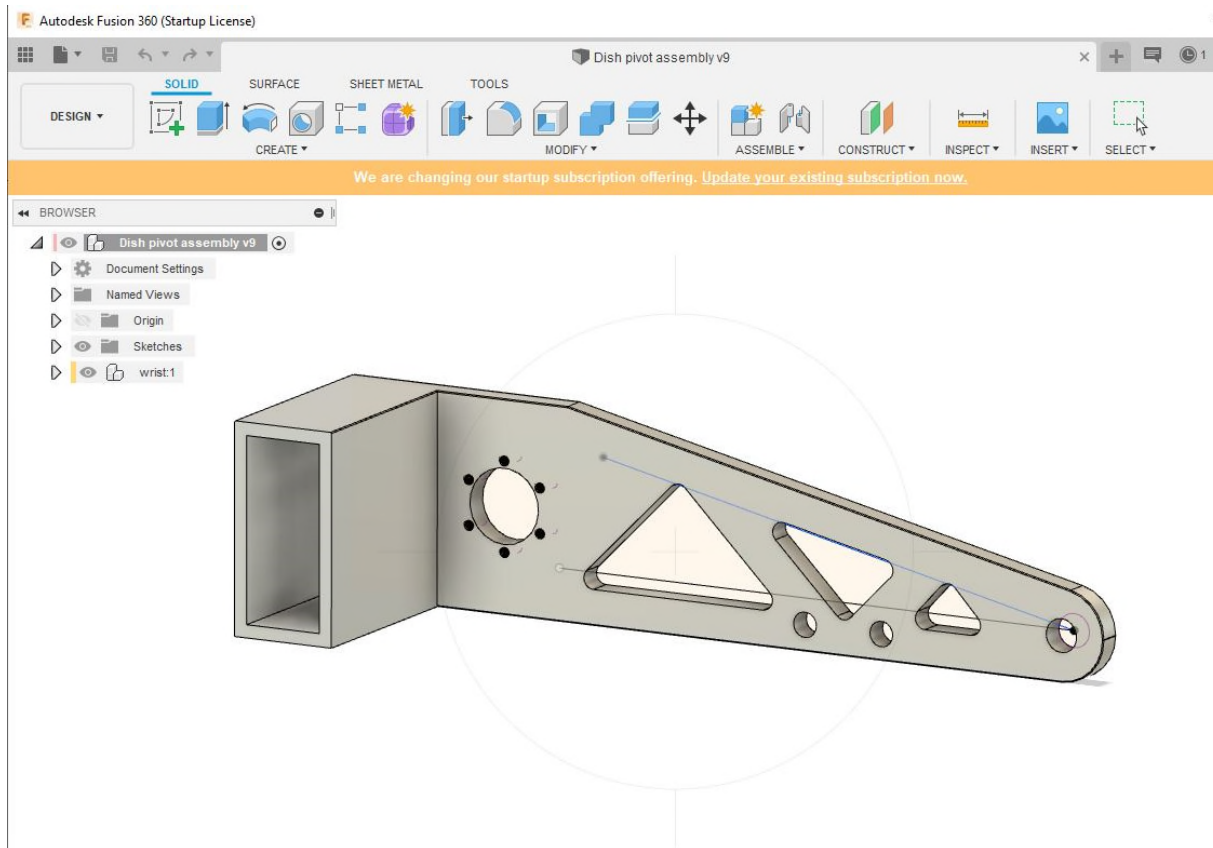 Autodesk Fusion 360 (Startup License)
Dish pivot assembly v9
1
SOLID SURFACE SHEET METAL TOOLS
DESIGN
CREATE MODIFY ASSEMBLE CONSTRUCT INSPECT INSERT SELECT
We are changing our startup subscription offering. Update your existing subscription now.
BROWSER
Dish pivot assembly v9
Document Settings
Named Views
Origin
Sketches
wrist:1